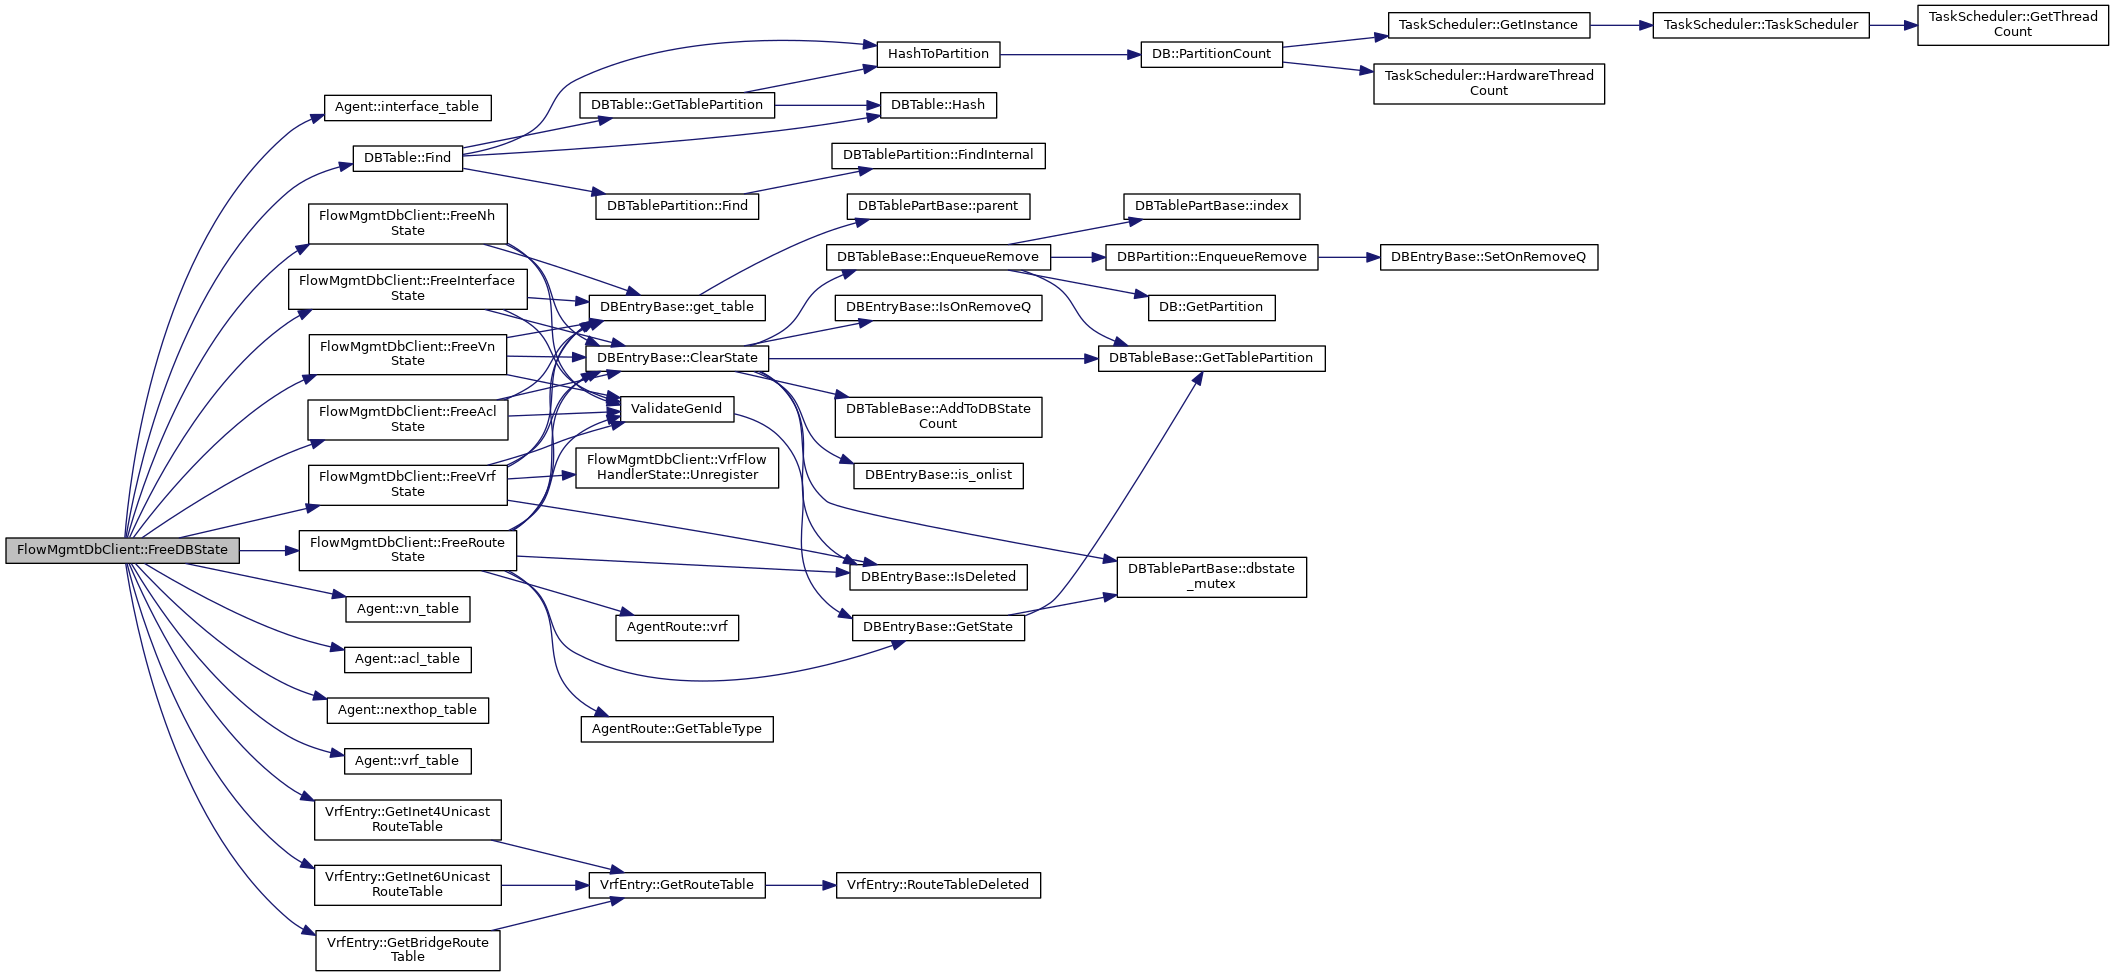 FlowMgmtDbClient::FreeDBState
Agent::interface_table
DBTable::Find
FlowMgmtDbClient::FreeNh
State
FlowMgmtDbClient::FreeInterface
State
FlowMgmtDbClient::FreeVn
State
FlowMgmtDbClient::FreeAcl
State
FlowMgmtDbClient::FreeVrf
State
FlowMgmtDbClient::FreeRoute
State
Agent::vn_table
Agent::acl_table
Agent::nexthop_table
Agent::vrf_table
VrfEntry::GetInet4Unicast
RouteTable
VrfEntry::GetInet6Unicast
RouteTable
VrfEntry::GetBridgeRoute
Table
DBTable::GetTablePartition
DBTablePartition::Find
DBEntryBase::get_table
DBEntryBase::ClearState
ValidateGenId
FlowMgmtDbClient::VrfFlow
HandlerState::Unregister
AgentRoute::vrf
AgentRoute::GetTableType
VrfEntry::GetRouteTable
HashToPartition
DBTable::Hash
DBTablePartition::FindInternal
DBTablePartBase::parent
DBTableBase::EnqueueRemove
DBEntryBase::IsOnRemoveQ
DBTableBase::AddToDBState
Count
DBEntryBase::is_onlist
DBEntryBase::IsDeleted
DBEntryBase::GetState
VrfEntry::RouteTableDeleted
DB::PartitionCount
DBTablePartBase::index
DBPartition::EnqueueRemove
DB::GetPartition
DBTableBase::GetTablePartition
DBTablePartBase::dbstate
_mutex
TaskScheduler::GetInstance
TaskScheduler::HardwareThread
Count
DBEntryBase::SetOnRemoveQ
TaskScheduler::TaskScheduler
TaskScheduler::GetThread
Count